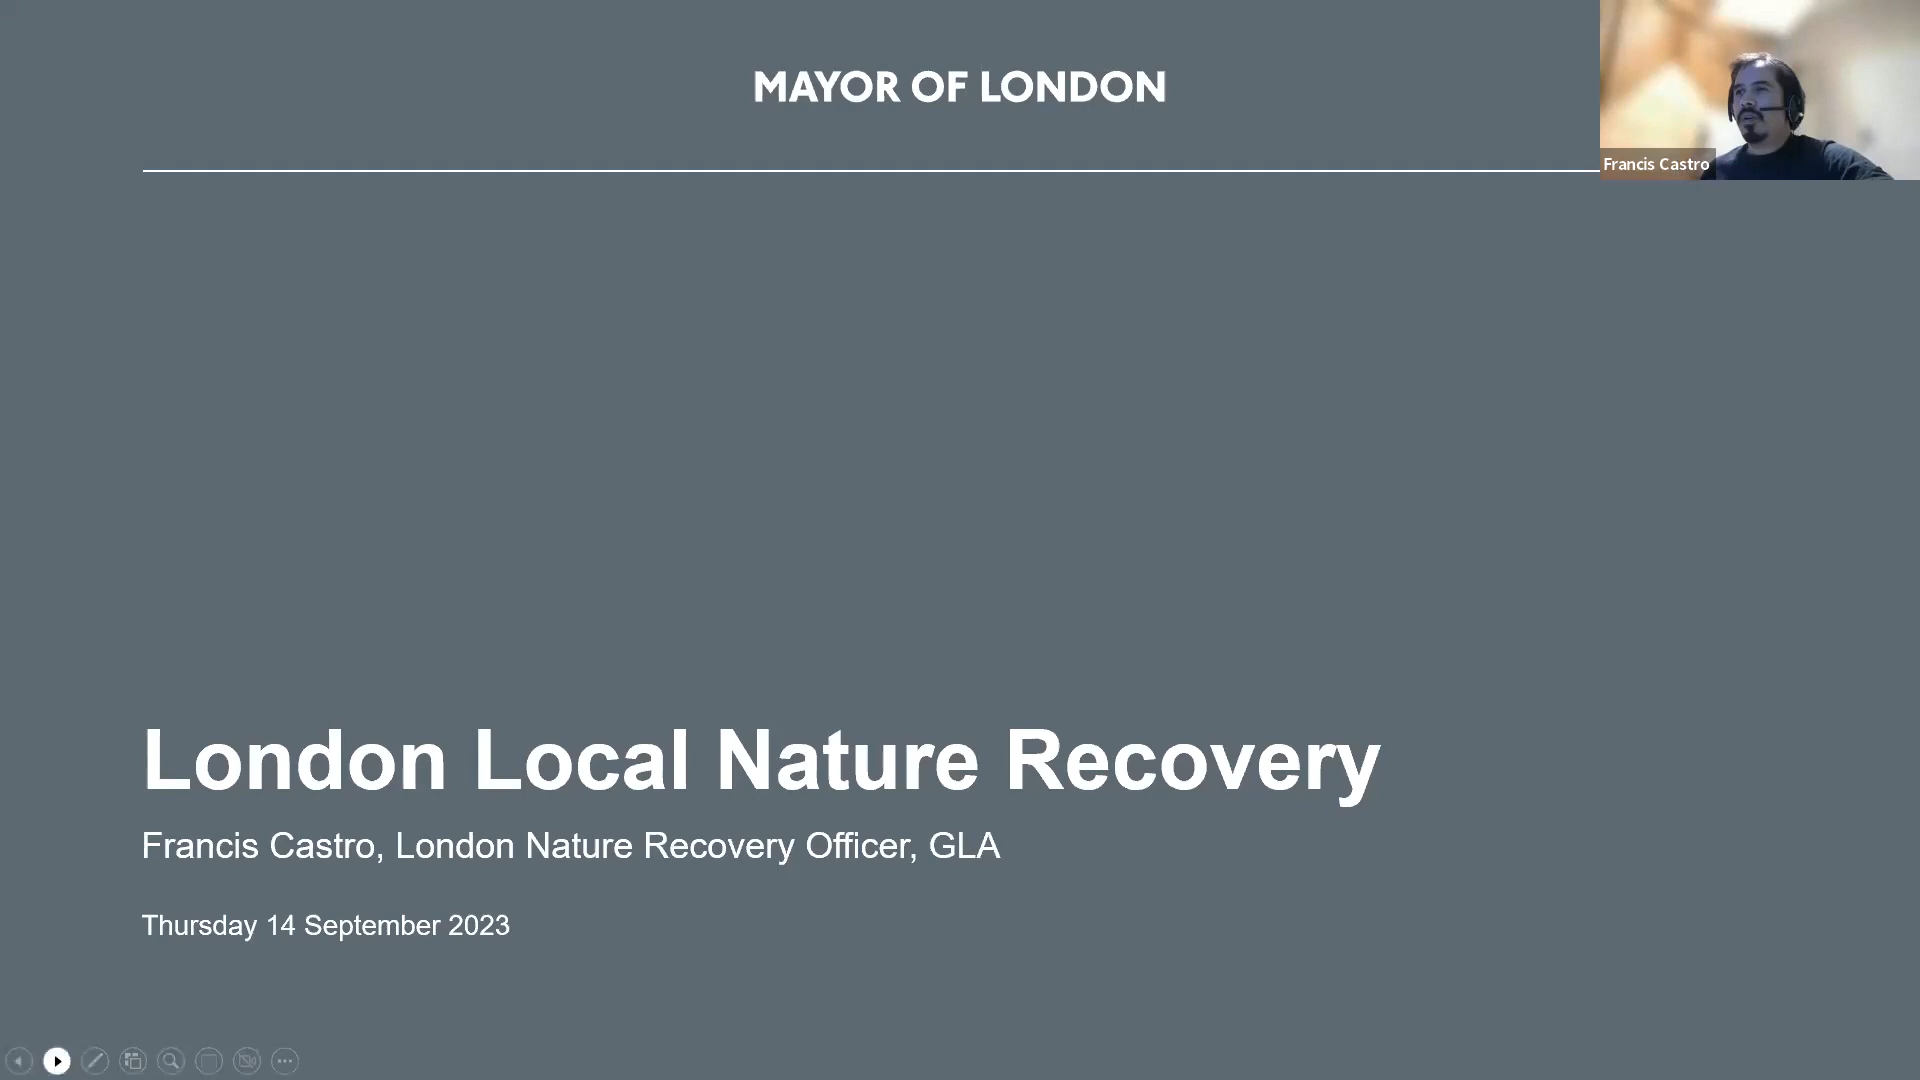 MAYOR OF LONDON
Francis Castro
London Local Nature Recovery
Francis Castro, London Nature Recovery Officer, GLA
Thursday 14 September 2023